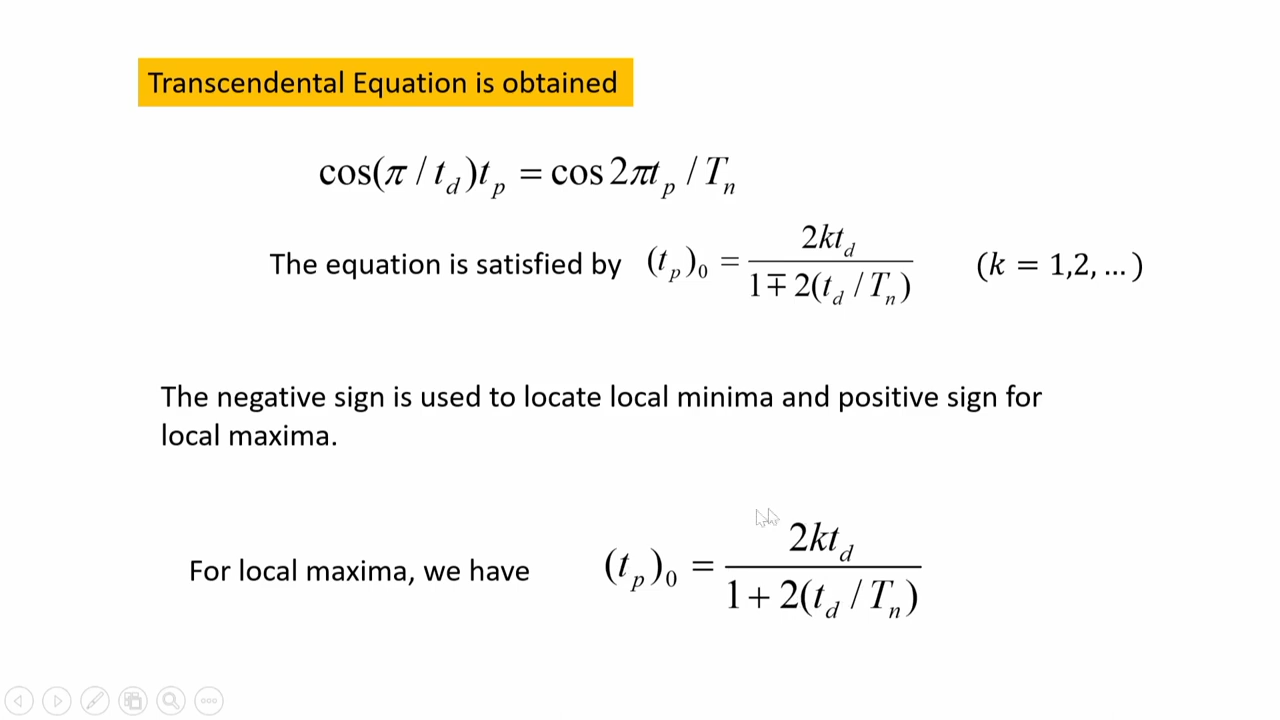 Transcendental Equation is obtained
cos(π / t_d)t_p = cos 2πt_p / T_n
The equation is satisfied by (t_p)_0 = 2kt_d / 1∓2(t_d / T_n) (k = 1,2, … )
The negative sign is used to locate local minima and positive sign for
local maxima.
For local maxima, we have (t_p)_0 = 2kt_d / 1+2(t_d / T_n)